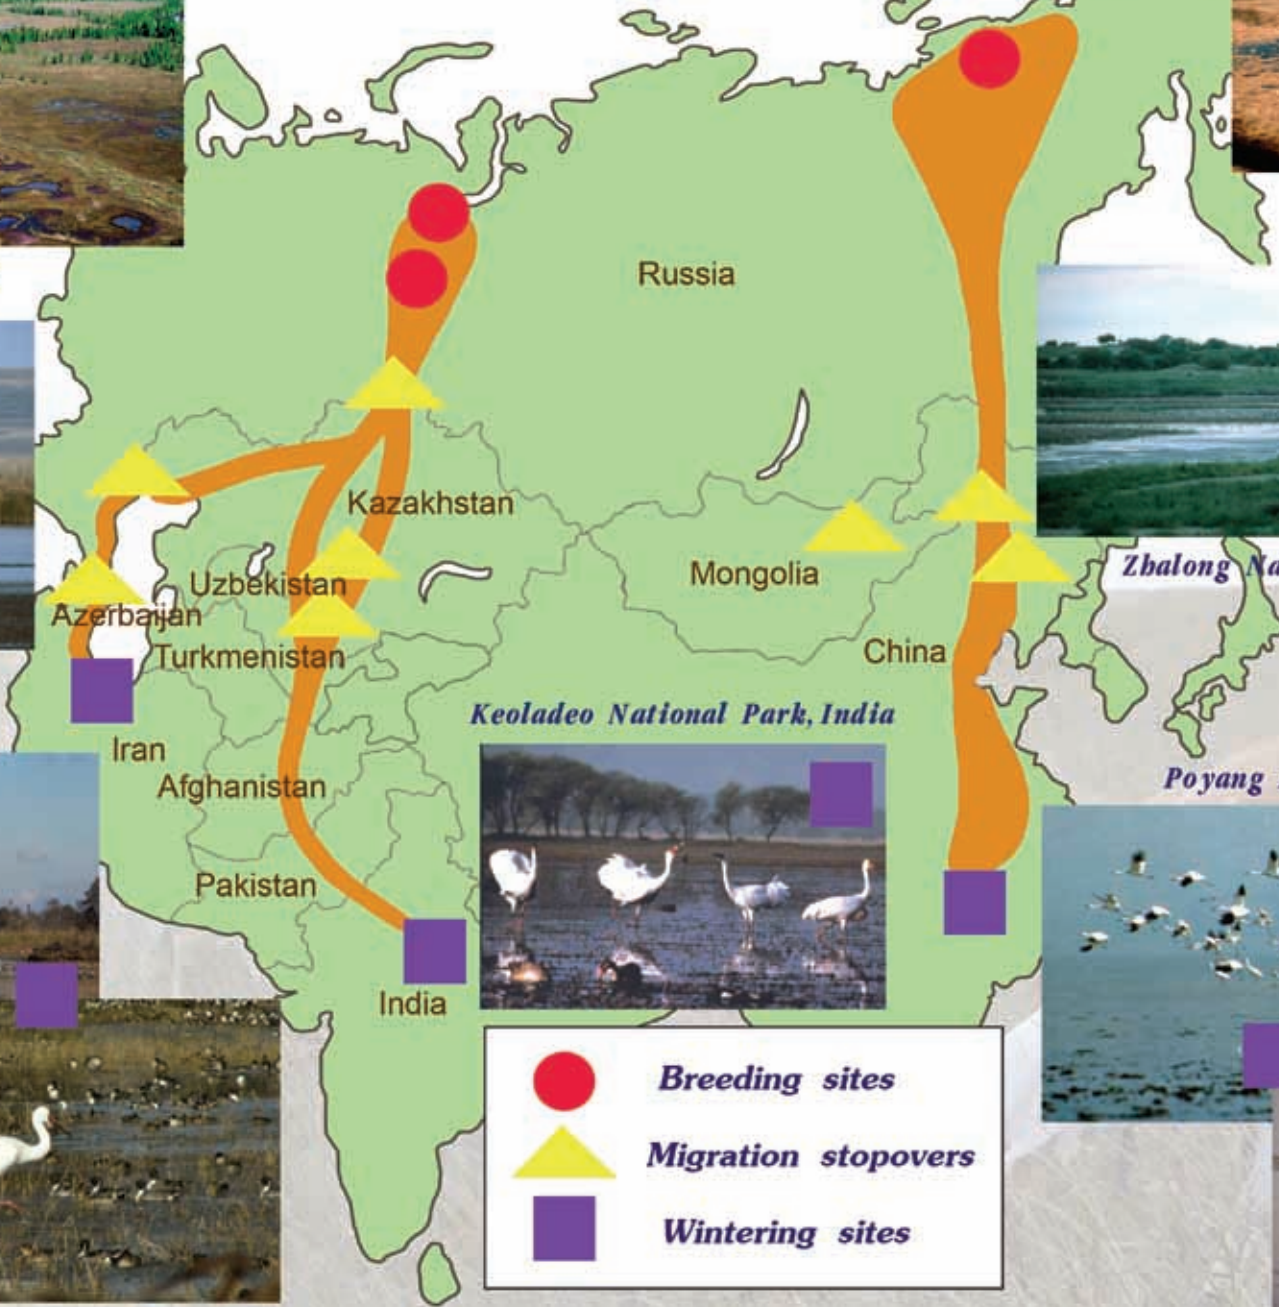 Russia
Kazakhstan
Uzbekistan
Mongolia
Zhalong Na
Azerbaijan
Turkmenistan
China
Keoladeo National Park, India
Iran
Afghanistan
Poyang
Pakistan
India
Breeding sites
Migration stopovers
Wintering sites